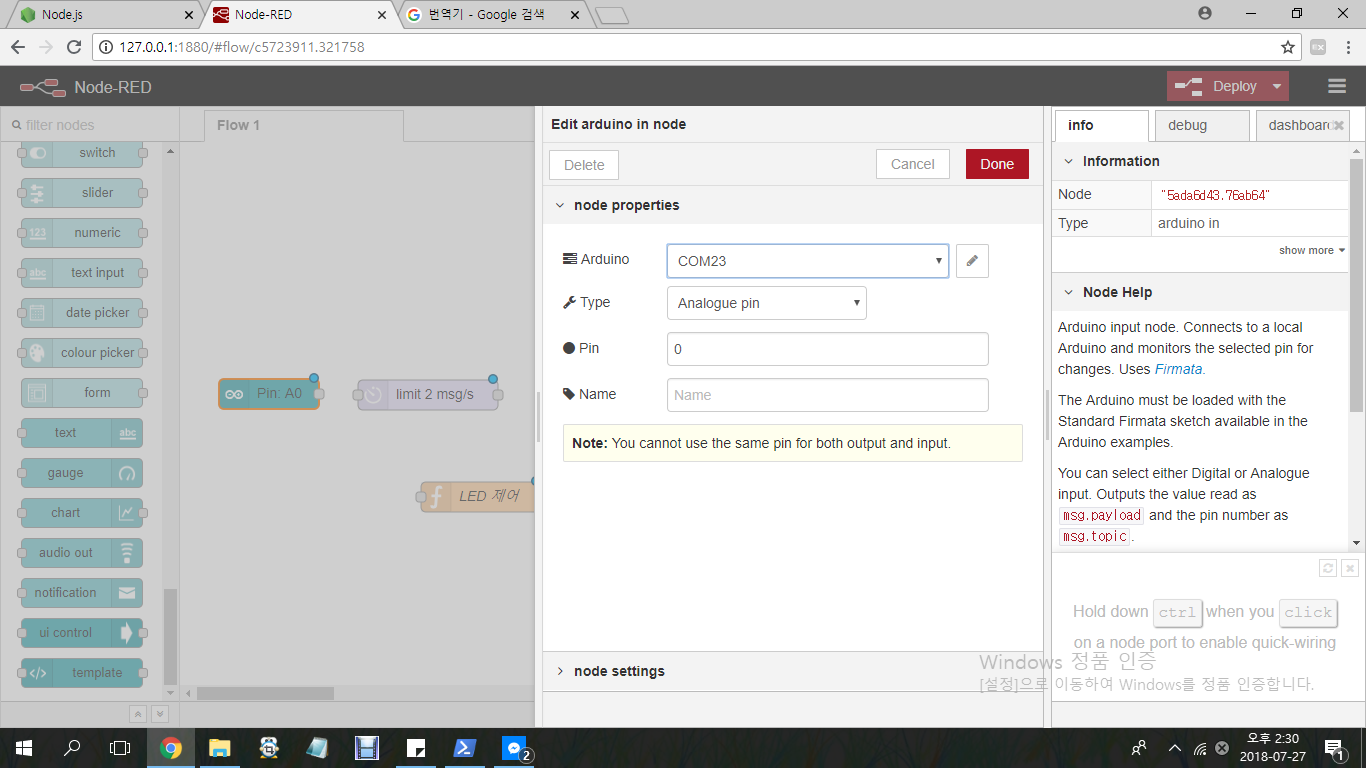 Node.js
Node-RED
번역기 - Google 검색
127.0.0.1:1880/#flow/c5723911.321758
Node-RED
Deploy
filter nodes
switch
slider
123 numeric
abc text input
date picker
colour picker
form
text abc
gauge
chart
audio out
notification
ui control
</> template
Flow 1
Pin: A0
limit 2 msg/s
LED 제어
Edit arduino in node
Delete
Cancel
Done
node properties
Arduino
COM23
Type
Analogue pin
Pin
0
Name
Name
Note: You cannot use the same pin for both output and input.
node settings
info
debug
dashboard
Information
Node
"5ada6d43.76ab64"
Type
arduino in
show more
Node Help
Arduino input node. Connects to a local
Arduino and monitors the selected pin for
changes. Uses Firmata.
The Arduino must be loaded with the
Standard Firmata sketch available in the
Arduino examples.
You can select either Digital or Analogue
input. Outputs the value read as
msg.payload and the pin number as
msg.topic.
Hold down ctrl when you click
on a node port to enable quick-wiring
Windows 정품 인증
[설정]으로 이동하여 Windows를 정품 인증합니다.
2
오후 2:30
2018-07-27
1